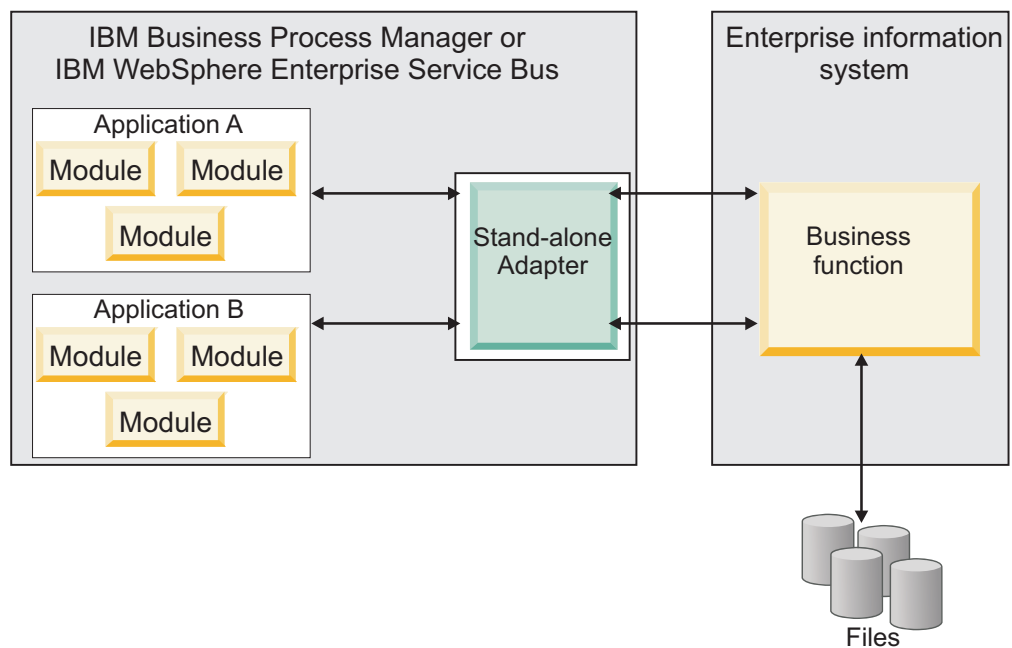 IBM Business Process Manager or
IBM WebSphere Enterprise Service Bus
Application A
Module
Module
Module
Application B
Module
Module
Module
Stand-alone
Adapter
Enterprise information
system
Business
function
Files